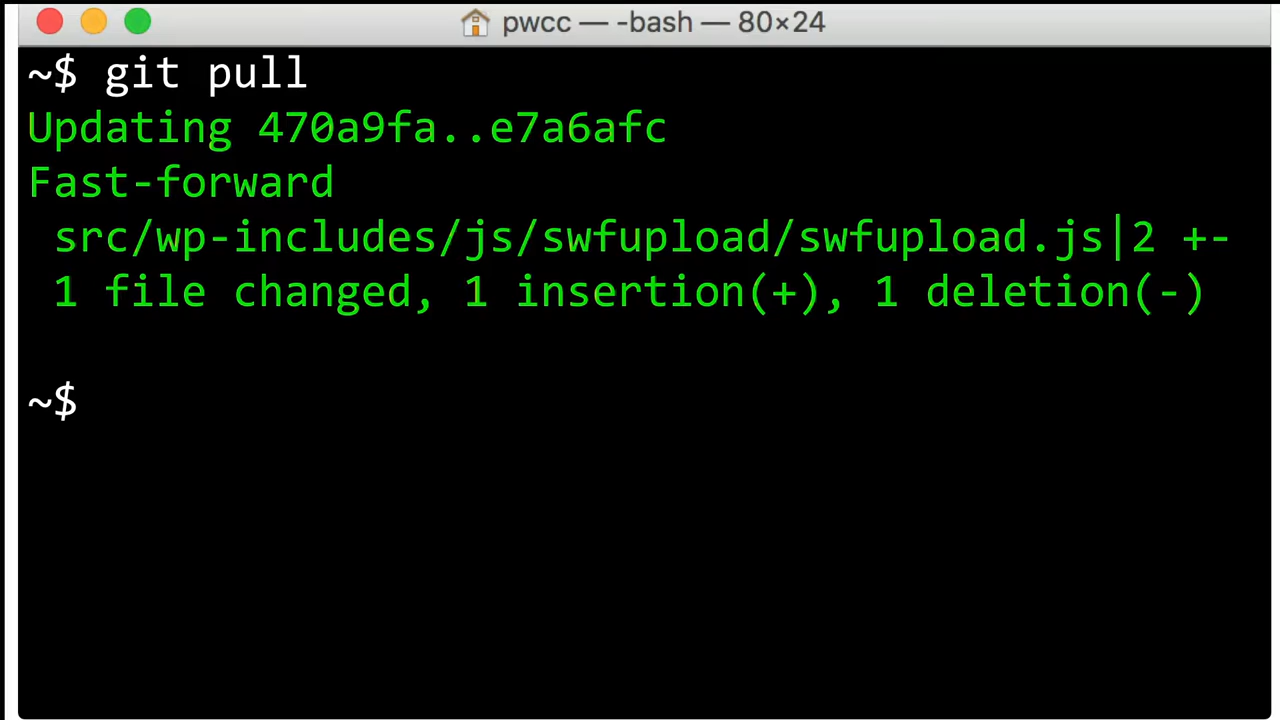 pwcc — -bash — 80×24
~$ git pull
Updating 470a9fa..e7a6afc
Fast-forward
src/wp-includes/js/swfupload/swfupload.js|2 +-
1 file changed, 1 insertion(+), 1 deletion(-)
~$